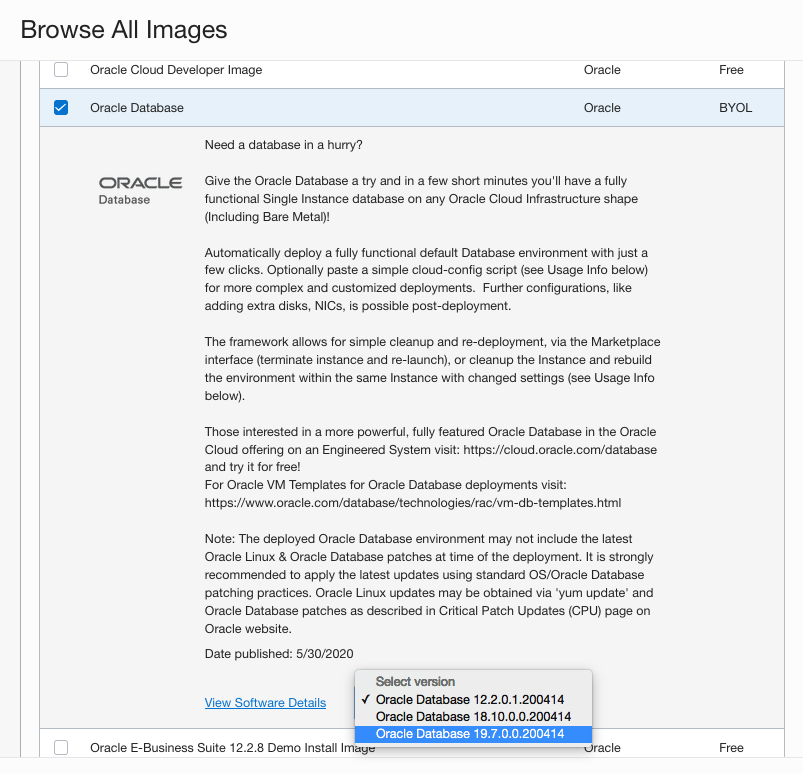 Browse All Images
Oracle Cloud Developer Image Oracle Free
Oracle Database Oracle BYOL
Need a database in a hurry?
ORACLE
Database
Give the Oracle Database a try and in a few short minutes you'll have a fully
functional Single Instance database on any Oracle Cloud Infrastructure shape
(Including Bare Metal)!
Automatically deploy a fully functional default Database environment with just a
few clicks. Optionally paste a simple cloud-config script (see Usage Info below)
for more complex and customized deployments.  Further configurations, like
adding extra disks, NICs, is possible post-deployment.
The framework allows for simple cleanup and re-deployment, via the Marketplace
interface (terminate instance and re-launch), or cleanup the Instance and rebuild
the environment within the same Instance with changed settings (see Usage Info
below).
Those interested in a more powerful, fully featured Oracle Database in the Oracle
Cloud offering on an Engineered System visit: https://cloud.oracle.com/database
and try it for free!
For Oracle VM Templates for Oracle Database deployments visit:
https://www.oracle.com/database/technologies/rac/vm-db-templates.html
Note: The deployed Oracle Database environment may not include the latest
Oracle Linux & Oracle Database patches at time of the deployment. It is strongly
recommended to apply the latest updates using standard OS/Oracle Database
patching practices. Oracle Linux updates may be obtained via 'yum update' and
Oracle Database patches as described in Critical Patch Updates (CPU) page on
Oracle website.
Date published: 5/30/2020
View Software Details
Select version
✓ Oracle Database 12.2.0.1.200414
Oracle Database 18.10.0.0.200414
Oracle Database 19.7.0.0.200414
Oracle E-Business Suite 12.2.8 Demo Install Image Oracle Free